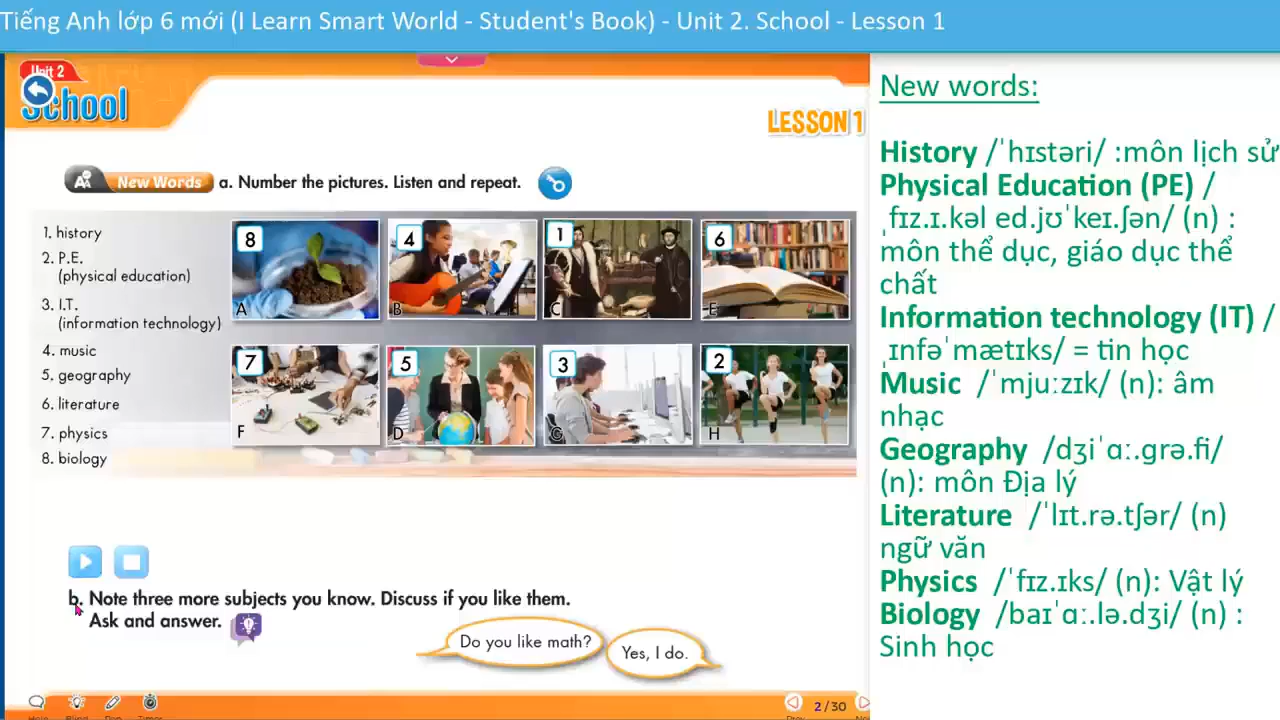 Tiếng Anh lớp 6 mới (I Learn Smart World - Student's Book) - Unit 2. School - Lesson 1
Unit 2
School
LESSON 1
New Words a. Number the pictures. Listen and repeat.
1. history
2. P.E.
(physical education)
3. I.T.
(information technology)
4. music
5. geography
6. literature
7. physics
8. biology
8 4 1 6
A B C E
7 5 3 2
F D G H
b. Note three more subjects you know. Discuss if you like them.
Ask and answer.
Do you like math?
Yes, I do.
2 / 30
New words:
History /ˈhɪstəri/ :môn lịch sử
Physical Education (PE) /
ˌfɪz.ɪ.kəl ed.jʊˈkeɪ.ʃən/ (n) :
môn thể dục, giáo dục thể
chất
Information technology (IT) /
ˌɪnfəˈmætɪks/ = tin học
Music /ˈmjuːzɪk/ (n): âm
nhạc
Geography /dʒiˈɑː.grə.fi/
(n): môn Địa lý
Literature /ˈlɪt.rə.tʃər/ (n)
ngữ văn
Physics /ˈfɪz.ɪks/ (n): Vật lý
Biology /baɪˈɑː.lə.dʒi/ (n) :
Sinh học